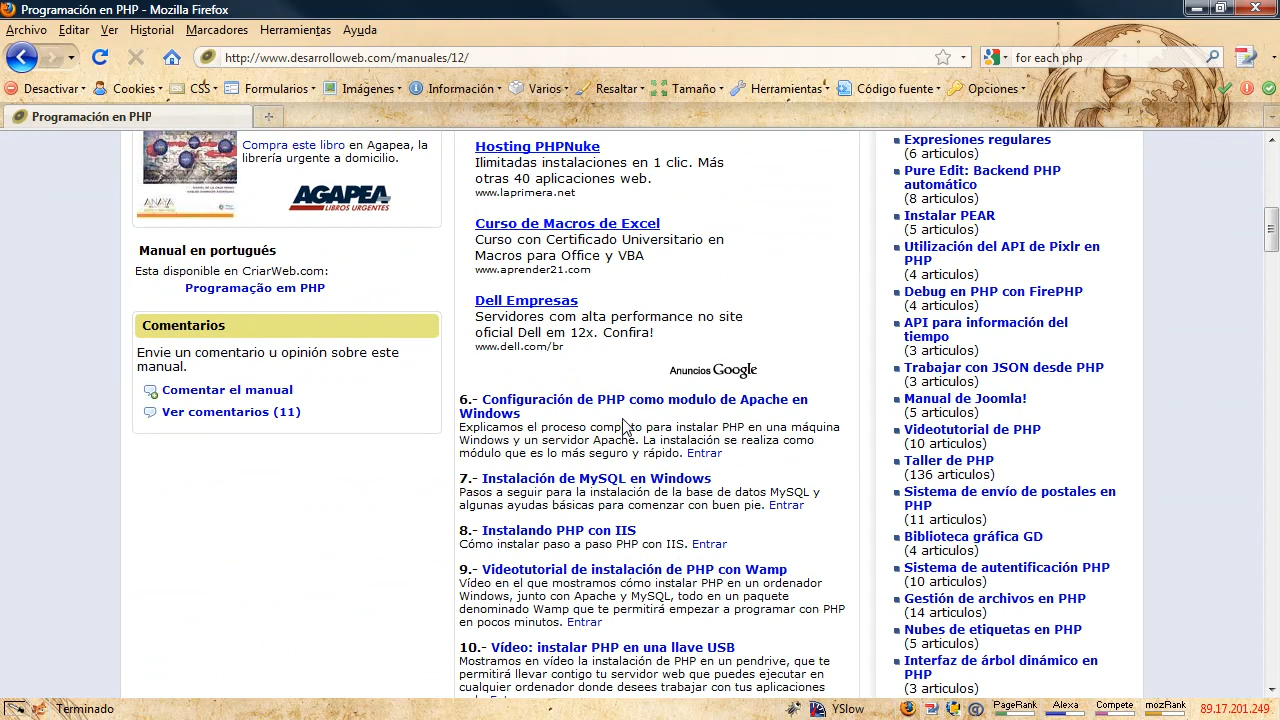 Programación en PHP - Mozilla Firefox
Archivo Editar Ver Historial Marcadores Herramientas Ayuda
http://www.desarrolloweb.com/manuales/12/
for each php
Desactivar Cookies CSS Formularios Imágenes Información Varios Resaltar Tamaño Herramientas Código fuente Opciones
Programación en PHP
Compra este libro en Agapea, la
librería urgente a domicilio.
ANAYA
AGAPEA
LIBROS URGENTES
Manual en portugués
Esta disponible en CriarWeb.com:
Programação em PHP
Comentarios
Envie un comentario u opinión sobre este
manual.
Comentar el manual
Ver comentarios (11)
Hosting PHPNuke
Ilimitadas instalaciones en 1 clic. Más
otras 40 aplicaciones web.
www.laprimera.net
Curso de Macros de Excel
Curso con Certificado Universitario en
Macros para Office y VBA
www.aprender21.com
Dell Empresas
Servidores com alta performance no site
oficial Dell em 12x. Confira!
www.dell.com/br
Anuncios Google
6.- Configuración de PHP como modulo de Apache en
Windows
Explicamos el proceso completo para instalar PHP en una máquina
Windows y un servidor Apache. La instalación se realiza como
módulo que es lo más seguro y rápido. Entrar
7.- Instalación de MySQL en Windows
Pasos a seguir para la instalación de la base de datos MySQL y
algunas ayudas básicas para comenzar con buen pie. Entrar
8.- Instalando PHP con IIS
Cómo instalar paso a paso PHP con IIS. Entrar
9.- Videotutorial de instalación de PHP con Wamp
Vídeo en el que mostramos cómo instalar PHP en un ordenador
Windows, junto con Apache y MySQL, todo en un paquete
denominado Wamp que te permitirá empezar a programar con PHP
en pocos minutos. Entrar
10.- Vídeo: instalar PHP en una llave USB
Mostramos en vídeo la instalación de PHP en un pendrive, que te
permitirá llevar contigo tu servidor web que puedes ejecutar en
cualquier ordenador donde desees trabajar con tus aplicaciones
Expresiones regulares
(6 articulos)
Pure Edit: Backend PHP
automático
(8 articulos)
Instalar PEAR
(5 articulos)
Utilización del API de Pixlr en
PHP
(4 articulos)
Debug en PHP con FirePHP
(4 articulos)
API para información del
tiempo
(3 articulos)
Trabajar con JSON desde PHP
(3 articulos)
Manual de Joomla!
(5 articulos)
Videotutorial de PHP
(10 articulos)
Taller de PHP
(136 articulos)
Sistema de envío de postales en
PHP
(11 articulos)
Biblioteca gráfica GD
(4 articulos)
Sistema de autentificación PHP
(10 articulos)
Gestión de archivos en PHP
(14 articulos)
Nubes de etiquetas en PHP
(5 articulos)
Interfaz de árbol dinámico en
PHP
(3 articulos)
Terminado
YSlow
PageRank Alexa Compete mozRank
89.17.201.249